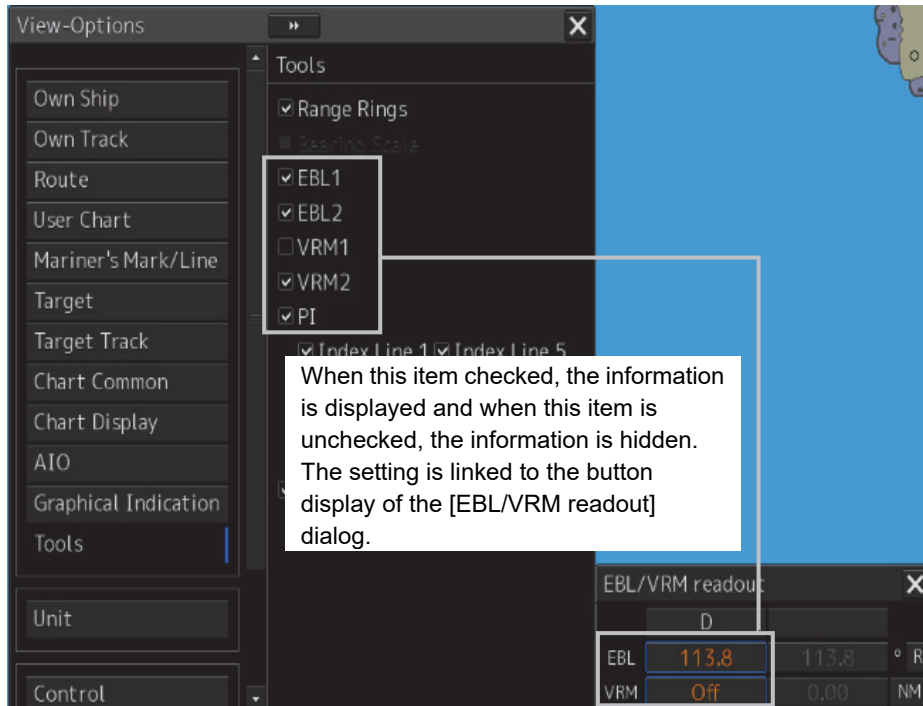 View-Options
Tools
Own Ship
Own Track
Route
User Chart
Mariner's Mark/Line
Target
Target Track
Chart Common
Chart Display
AIO
Graphical Indication
Tools
Unit
Control
Range Rings
Bearing Scale
EBL1
EBL2
VRM1
VRM2
PI
Index Line 1 Index Line 5
When this item checked, the information
is displayed and when this item is
unchecked, the information is hidden.
The setting is linked to the button
display of the [EBL/VRM readout]
dialog.
EBL/VRM readout
D
EBL 113.8 113.8 ° R
VRM Off 0.00 NM